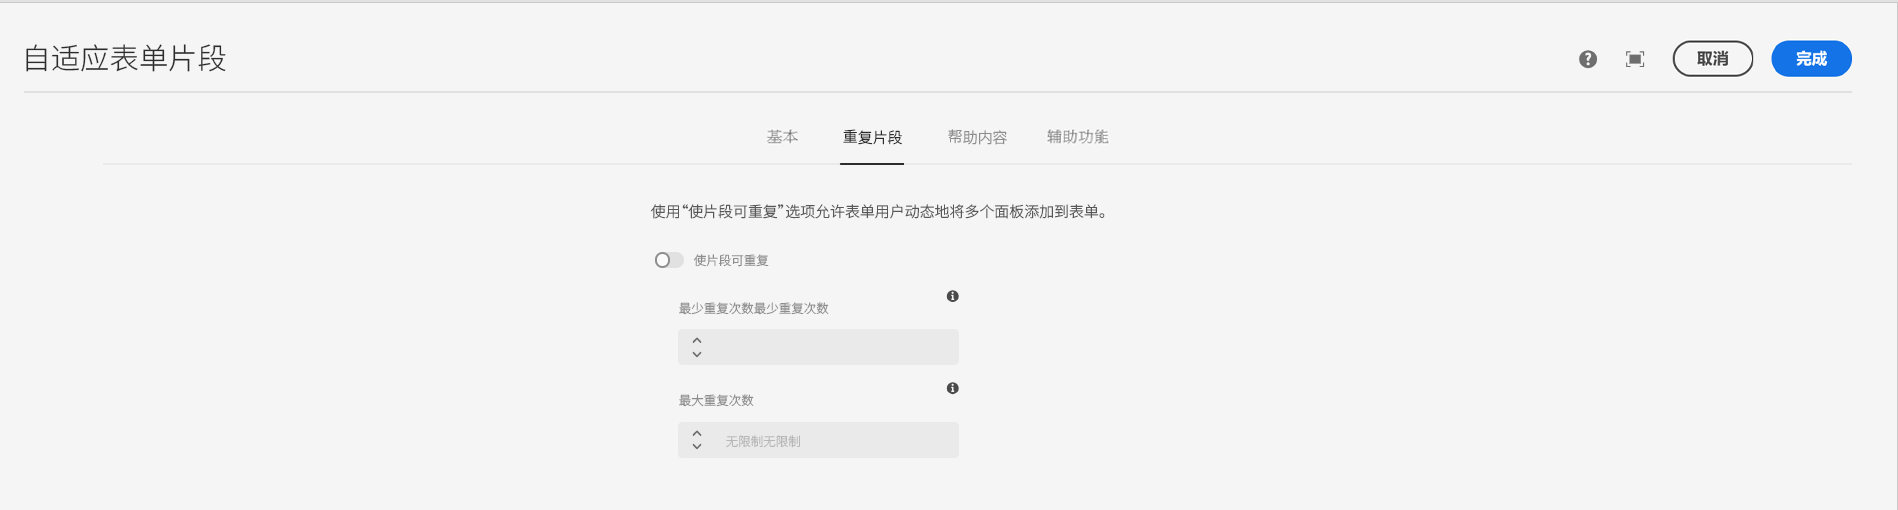 自适应表单片段
取消
完成
基本
重复片段
帮助内容
辅助功能
使用“使片段可重复”选项允许表单用户动态地将多个面板添加到表单。
使片段可重复
最少重复次数最少重复次数
最大重复次数
无限制无限制